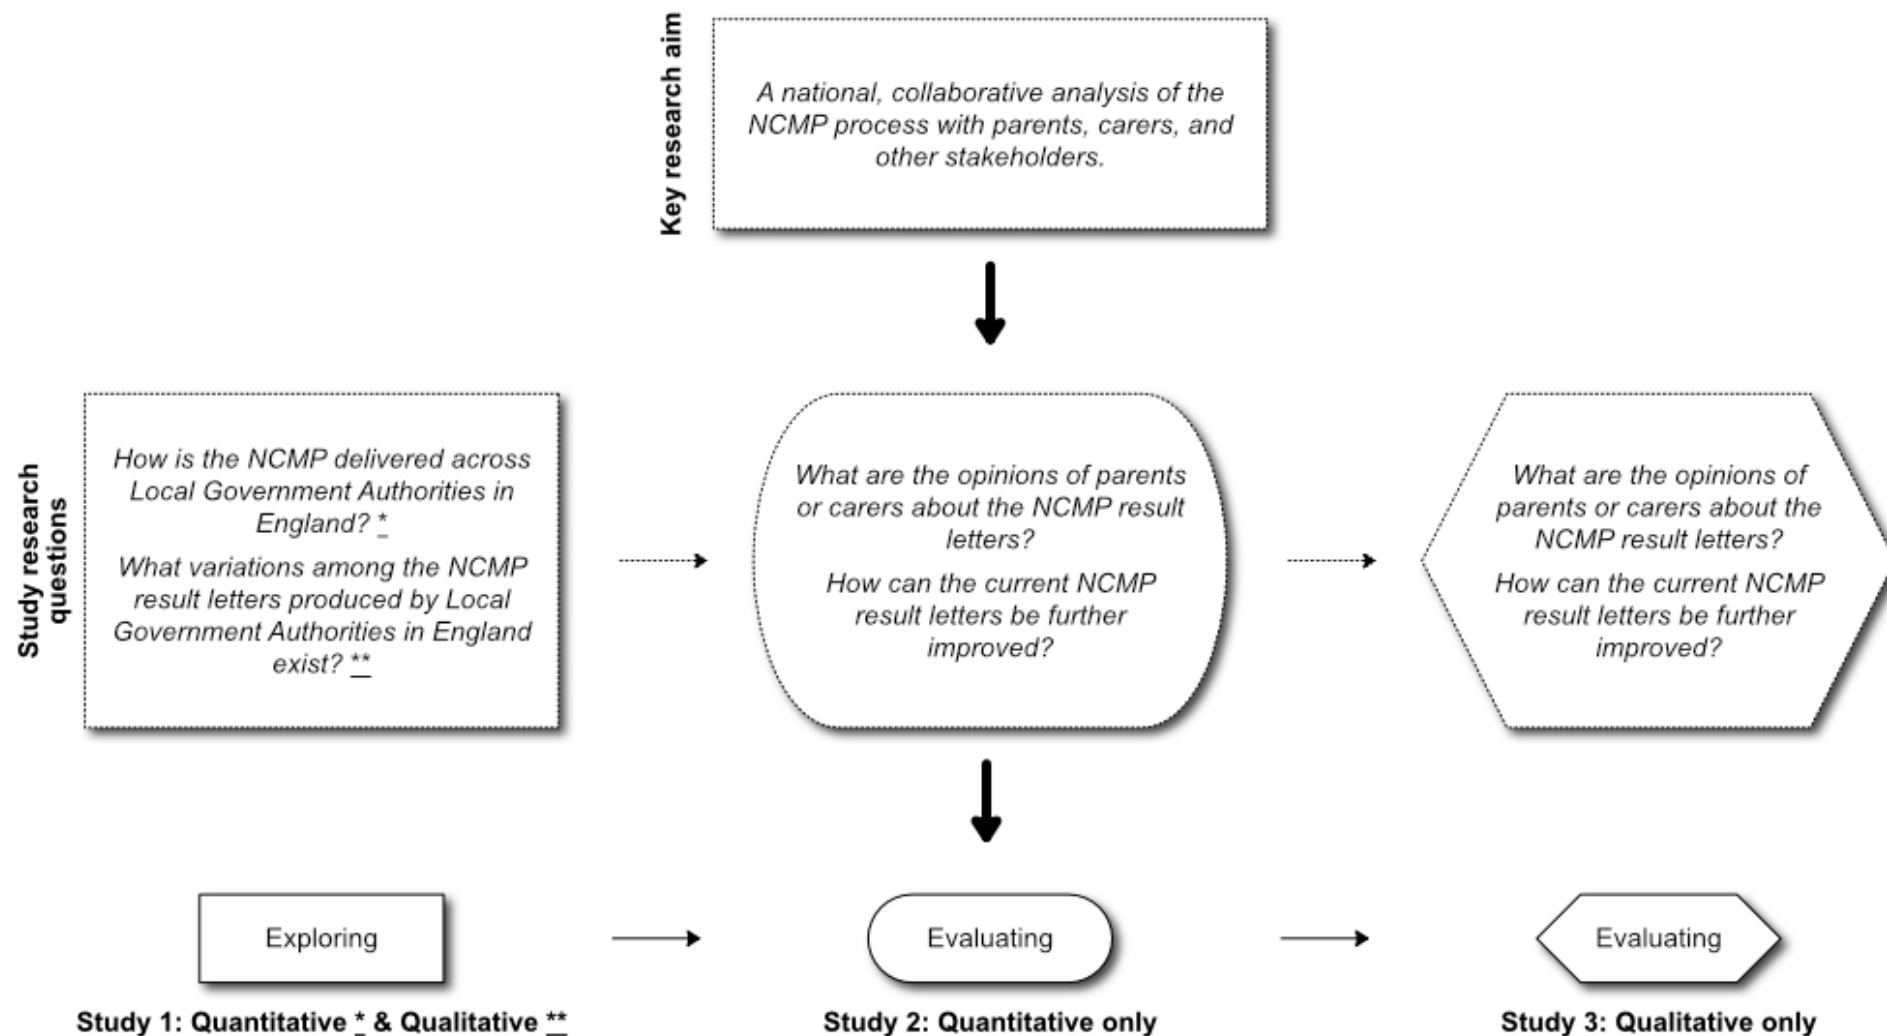 Key research aim
A national, collaborative analysis of the
NCMP process with parents, carers, and
other stakeholders.
Study research
questions
How is the NCMP delivered across
Local Government Authorities in
England? *
What variations among the NCMP
result letters produced by Local
Government Authorities in England
exist? **
What are the opinions of parents
or carers about the NCMP result
letters?
How can the current NCMP
result letters be further
improved?
What are the opinions of
parents or carers about the
NCMP result letters?
How can the current NCMP
result letters be further
improved?
Exploring
Evaluating
Evaluating
Study 1: Quantitative * & Qualitative **
Study 2: Quantitative only
Study 3: Qualitative only